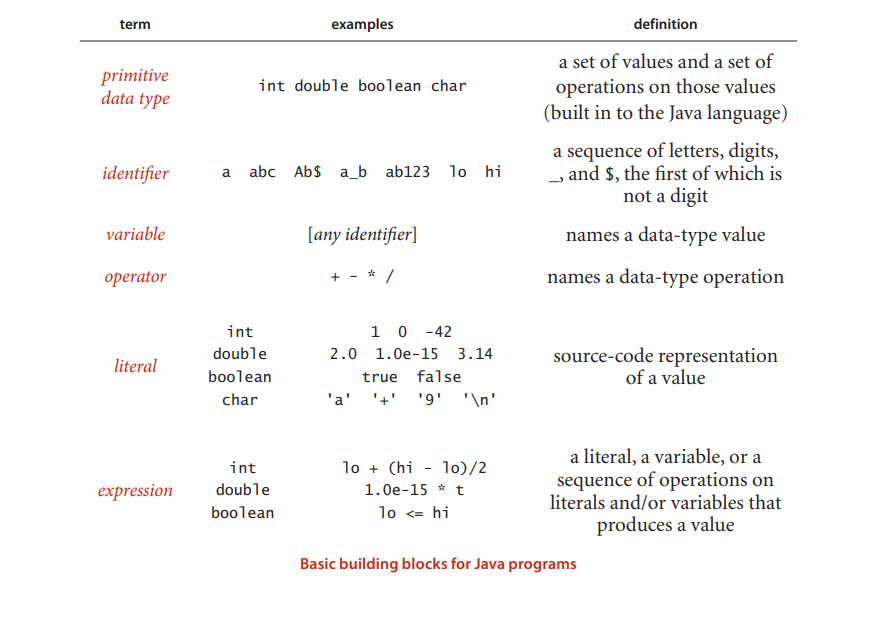 term examples definition
primitive
data type
int double boolean char
a set of values and a set of
operations on those values
(built in to the Java language)
identifier
a abc Ab$ a_b ab123 lo hi
a sequence of letters, digits,
_, and $, the first of which is
not a digit
variable
[any identifier]
names a data-type value
operator
+ - * /
names a data-type operation
literal
int 1 0 -42
double 2.0 1.0e-15 3.14
boolean true false
char 'a' '+' '9' '\n'
source-code representation
of a value
expression
int lo + (hi - lo)/2
double 1.0e-15 * t
boolean lo <= hi
a literal, a variable, or a
sequence of operations on
literals and/or variables that
produces a value
Basic building blocks for Java programs